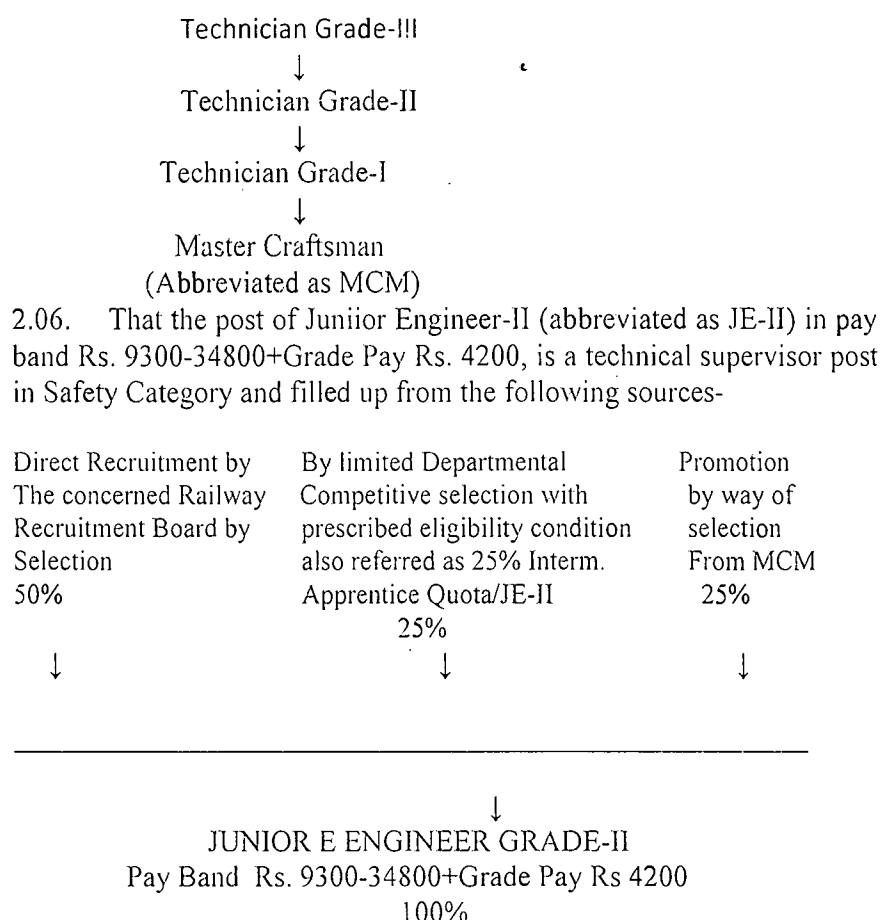 Technician Grade-III
↓
Technician Grade-II
↓
Technician Grade-I
↓
Master Craftsman
(Abbreviated as MCM)
2.06. That the post of Juniior Engineer-II (abbreviated as JE-II) in pay
band Rs. 9300-34800+Grade Pay Rs. 4200, is a technical supervisor post
in Safety Category and filled up from the following sources-
Direct Recruitment by By limited Departmental Promotion
The concerned Railway Competitive selection with by way of
Recruitment Board by prescribed eligibility condition selection
Selection also referred as 25% Interm. From MCM
50% Apprentice Quota/JE-II 25%
25%
↓ ↓ ↓
↓
JUNIOR E ENGINEER GRADE-II
Pay Band Rs. 9300-34800+Grade Pay Rs 4200
100%